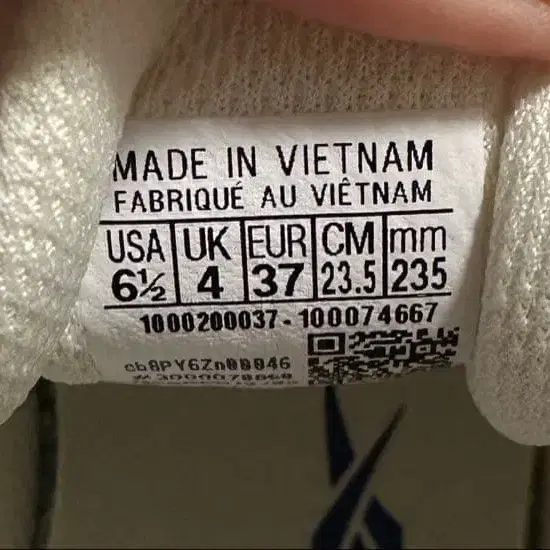 MADE IN VIETNAM
FABRIQUÉ AU VIÊTNAM
USA UK EUR CM mm
6½ 4 37 23.5 235
1000200037-100074667